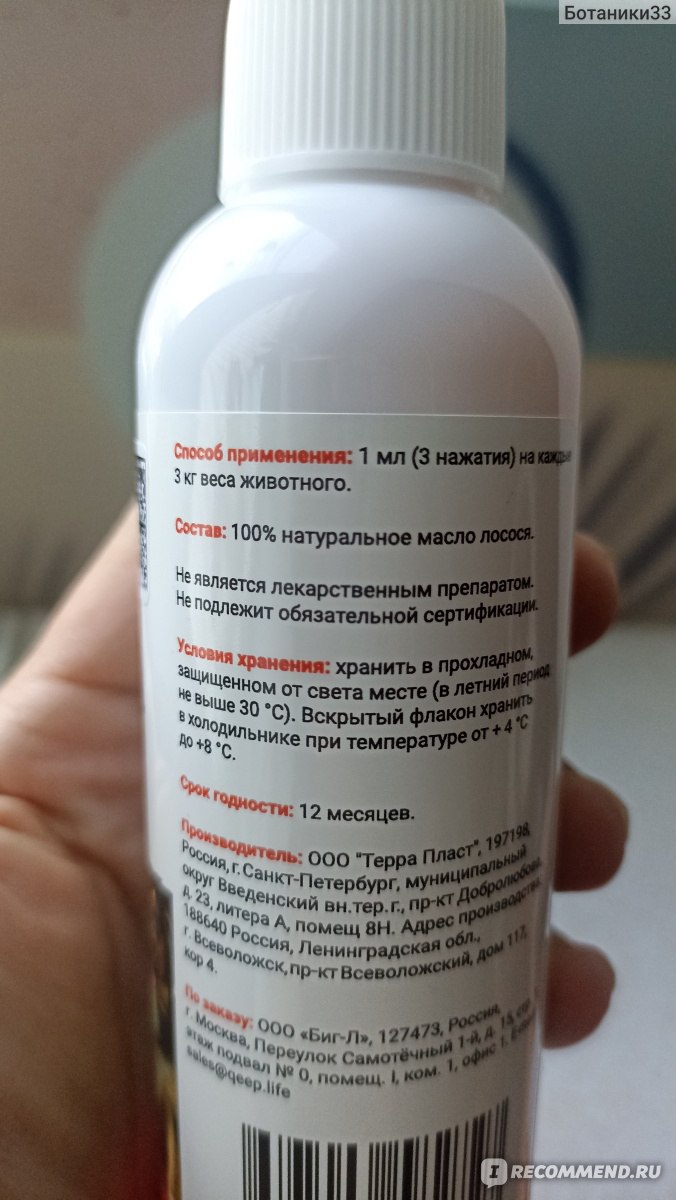 Ботаники33
Способ применения: 1 мл (3 нажатия) на каждые
3 кг веса животного.
Состав: 100% натуральное масло лосося.
Не является лекарственным препаратом.
Не подлежит обязательной сертификации.
Условия хранения: хранить в прохладном,
защищенном от света месте (в летний период
не выше 30 °C). Вскрытый флакон хранить
в холодильнике при температуре от + 4 °C
до +8 °C.
Срок годности: 12 месяцев.
Производитель: ООО "Терра Пласт", 197198,
Россия, г. Санкт-Петербург, муниципальный
округ Введенский вн.тер.г., пр-кт Добролюбова,
д. 23, литера А, помещ 8Н. Адрес производства:
188640 Россия, Ленинградская обл.,
г. Всеволожск, пр-кт Всеволожский, дом 117,
кор 4.
По заказу: ООО «Биг-Л», 127473, Россия,
г. Москва, Переулок Самотёчный 1-й, д. 15, стр. 1,
этаж подвал № 0, помещ. I, ком. 1, офис 1.
sales@qeep.life
IRECOMMEND.RU